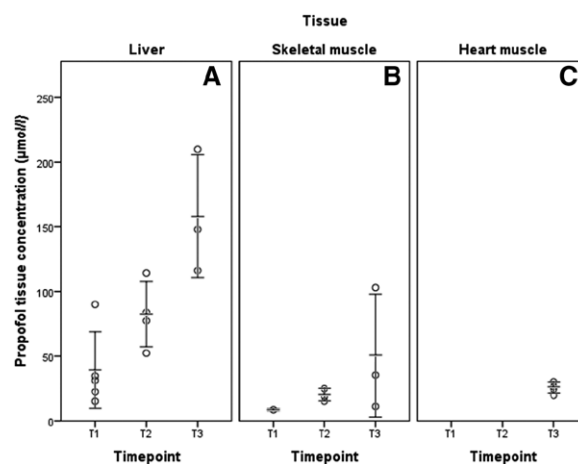 Tissue
Liver Skeletal muscle Heart muscle
A B C
Propofol tissue concentration (µmol/l)
250
200
150
100
50
0
T1 T2 T3 T1 T2 T3 T1 T2 T3
Timepoint Timepoint Timepoint